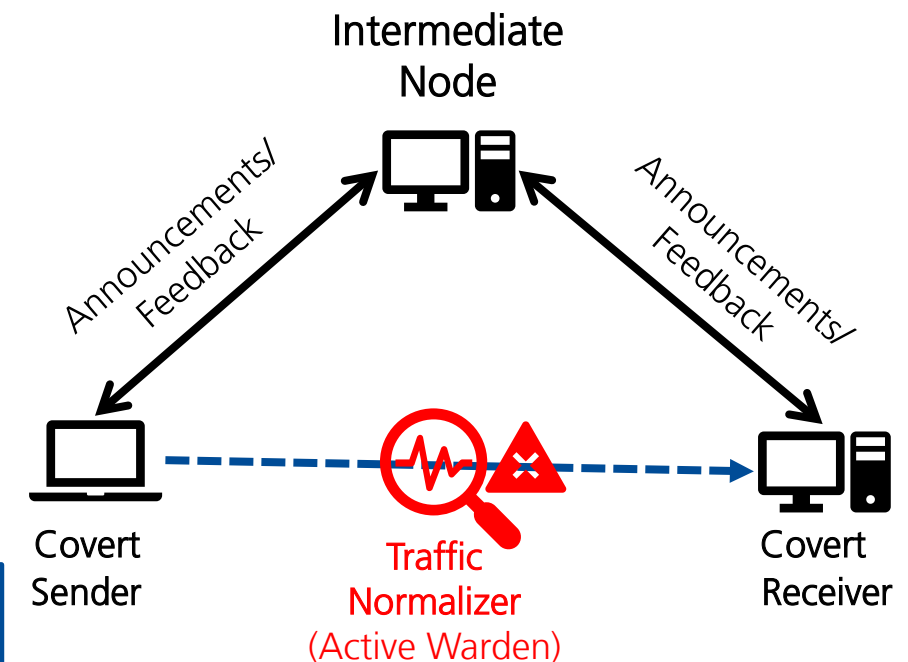 Intermediate
Node
Announcements/
Feedback
Announcements/
Feedback
Covert
Sender
Traffic
Normalizer
(Active Warden)
Covert
Receiver